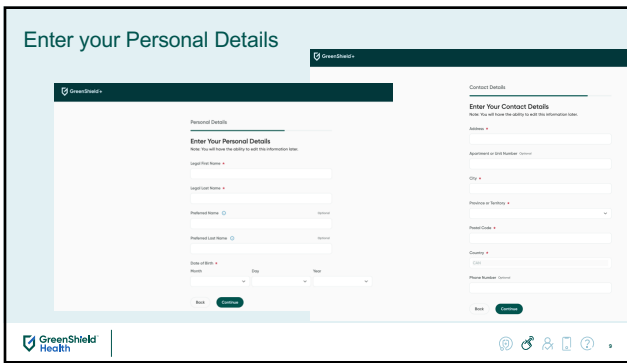 Enter your Personal Details
GreenShield+
Personal Details
Enter Your Personal Details
Note: You will have the ability to edit this information later.
Legal First Name *
Legal Last Name *
Preferred Name Optional
Preferred Last Name Optional
Date of Birth *
Month Day Year
Back Continue
GreenShield+
Contact Details
Enter Your Contact Details
Note: You will have the ability to edit this information later.
Address *
Apartment or Unit Number Optional
City *
Province or Territory *
Postal Code *
Country *
Phone Number Optional
Back Continue
GreenShield
Health
9